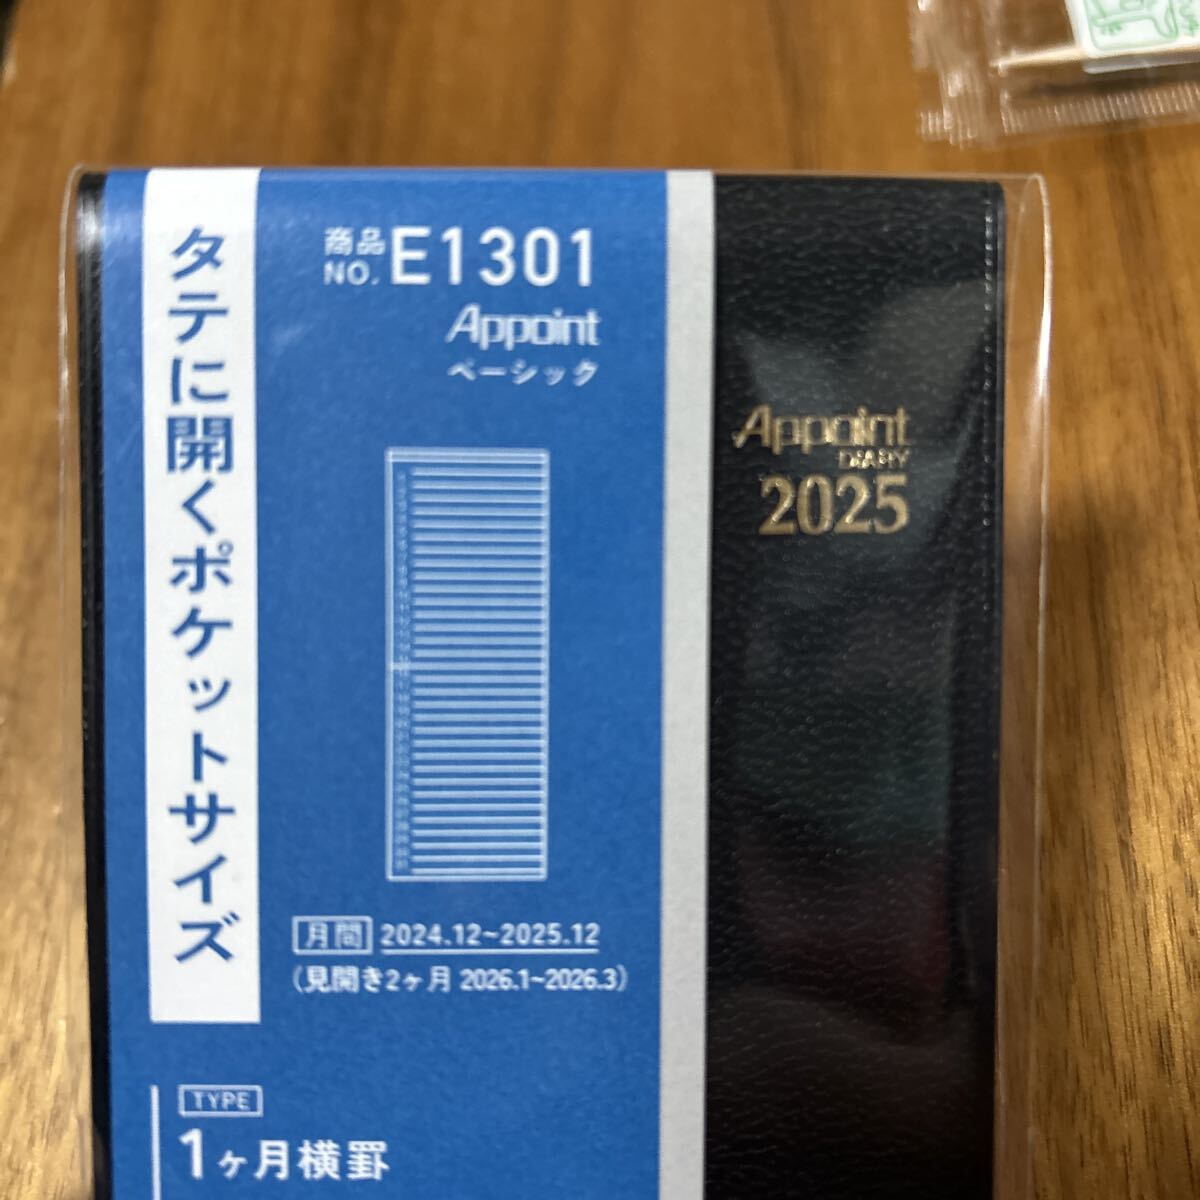 タテに開くポケットサイズ
商品
NO. E1301
Appoint
ベーシック
月間 2024.12~2025.12
（見開き2ヶ月 2026.1~2026.3）
TYPE
1ヶ月横罫
Appoint
DIARY
2025